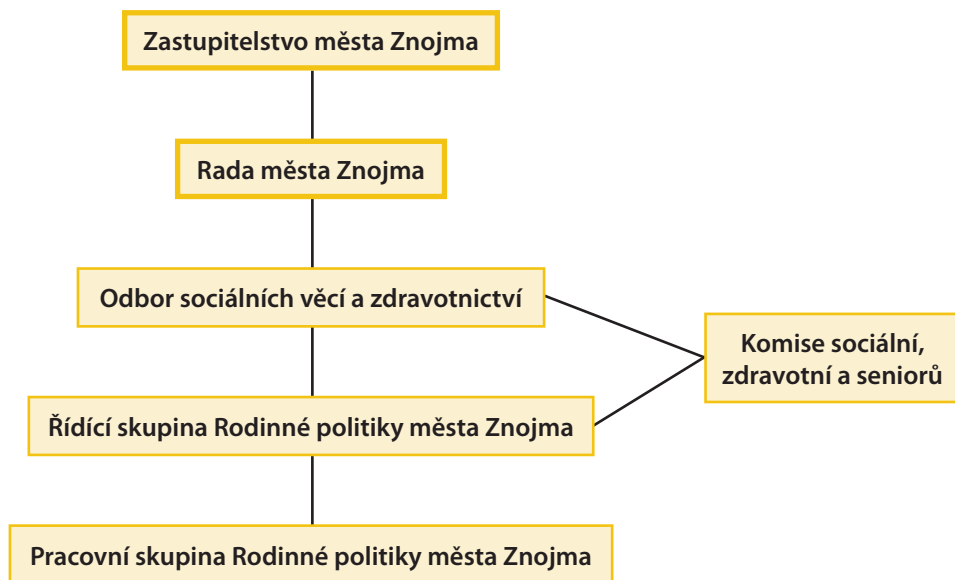 Zastupitelstvo města Znojma
Rada města Znojma
Odbor sociálních věcí a zdravotnictví
Komise sociální,
zdravotní a seniorů
Řídící skupina Rodinné politiky města Znojma
Pracovní skupina Rodinné politiky města Znojma